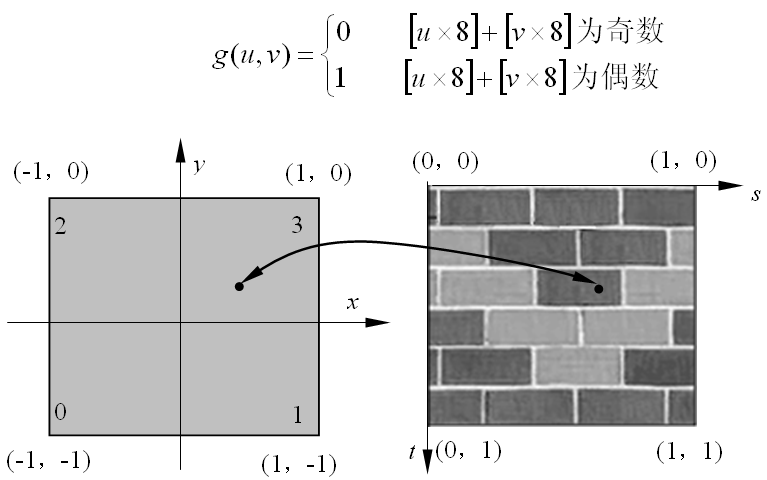 g(u,v) = { 0 [u×8]+[v×8]为奇数
1 [u×8]+[v×8]为偶数
(-1, 0) y (1, 0)
2 3
x
0 1
(-1, -1) (1, -1)
(0, 0) (1, 0)
s
t (0, 1) (1, 1)